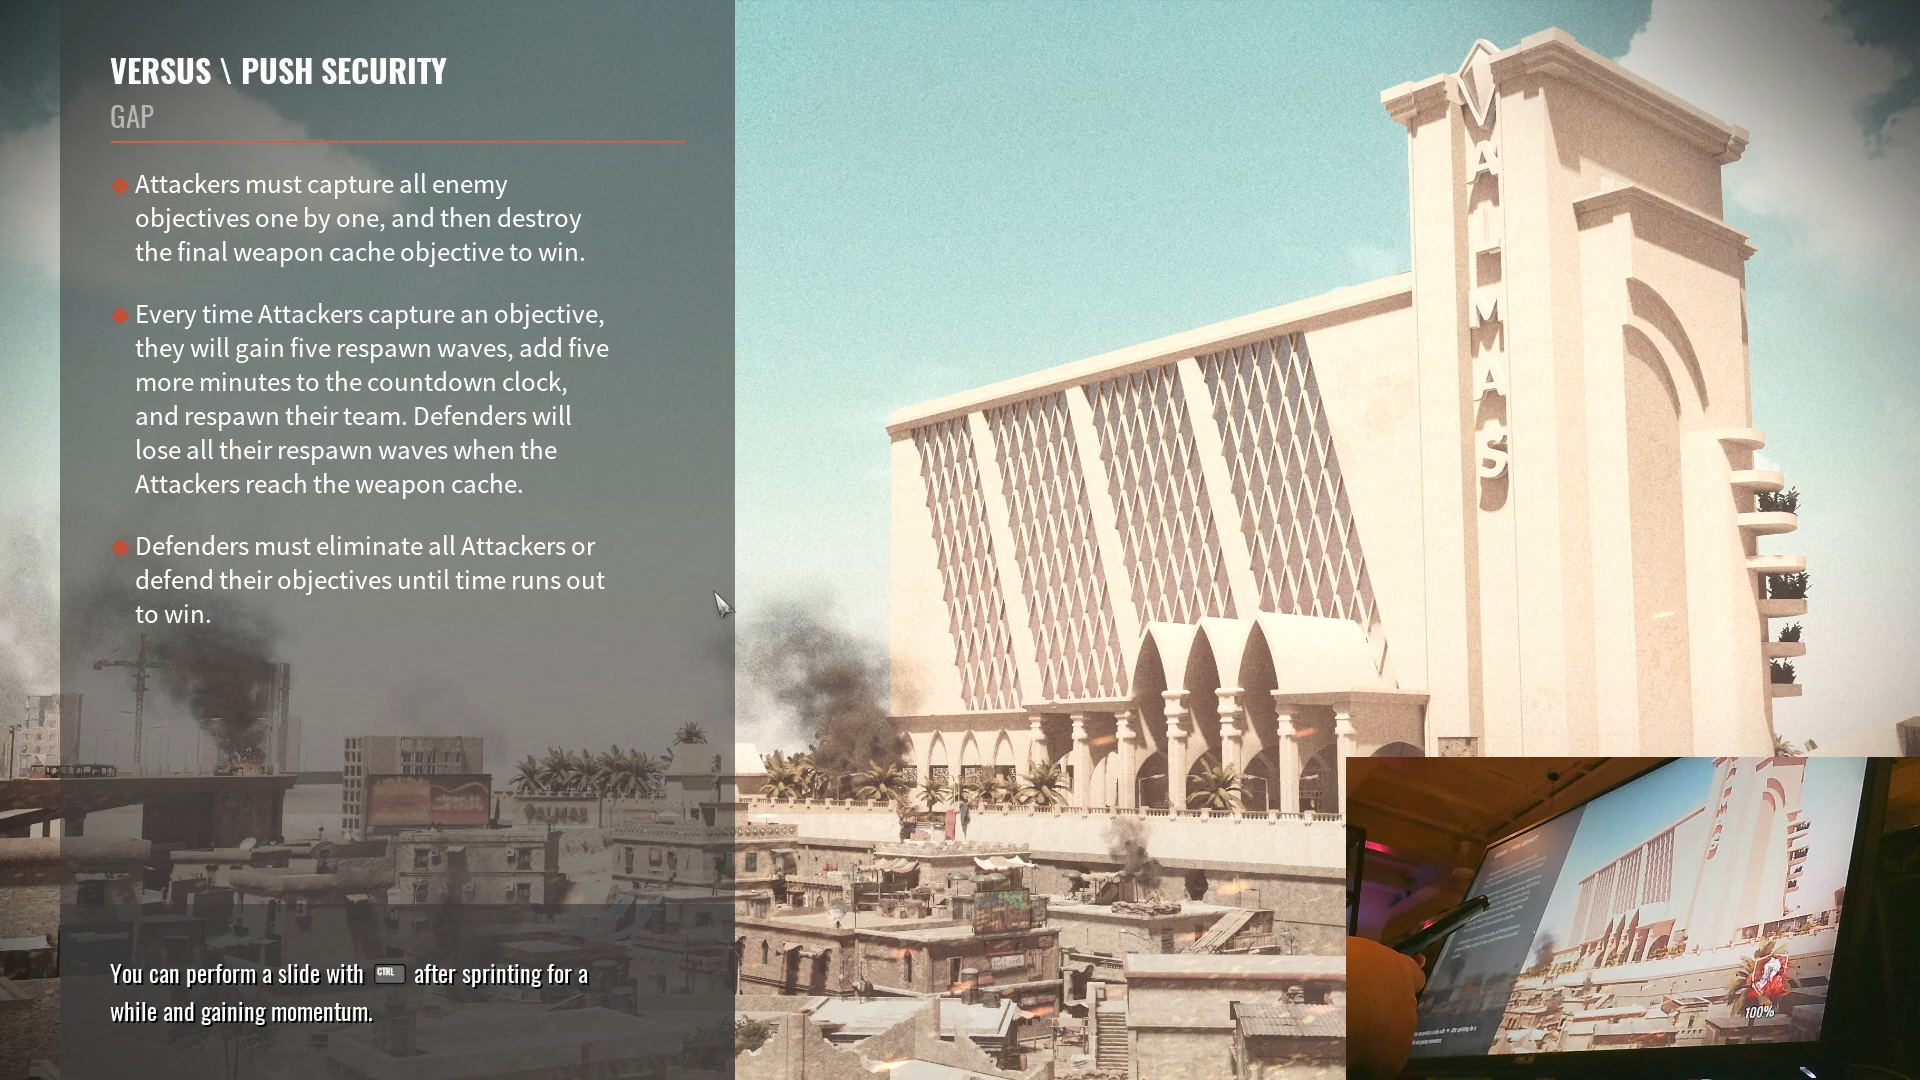 VERSUS \ PUSH SECURITY
GAP
Attackers must capture all enemy
objectives one by one, and then destroy
the final weapon cache objective to win.
Every time Attackers capture an objective,
they will gain five respawn waves, add five
more minutes to the countdown clock,
and respawn their team. Defenders will
lose all their respawn waves when the
Attackers reach the weapon cache.
Defenders must eliminate all Attackers or
defend their objectives until time runs out
to win.
You can perform a slide with CTRL after sprinting for a
while and gaining momentum.
VALMAS
PALMAS
100%